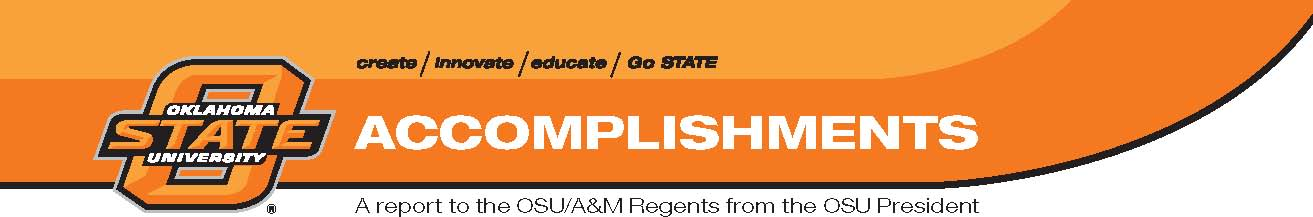 create / innovate / educate / Go STATE
OKLAHOMA
STATE
UNIVERSITY
®
ACCOMPLISHMENTS
A report to the OSU/A&M Regents from the OSU President